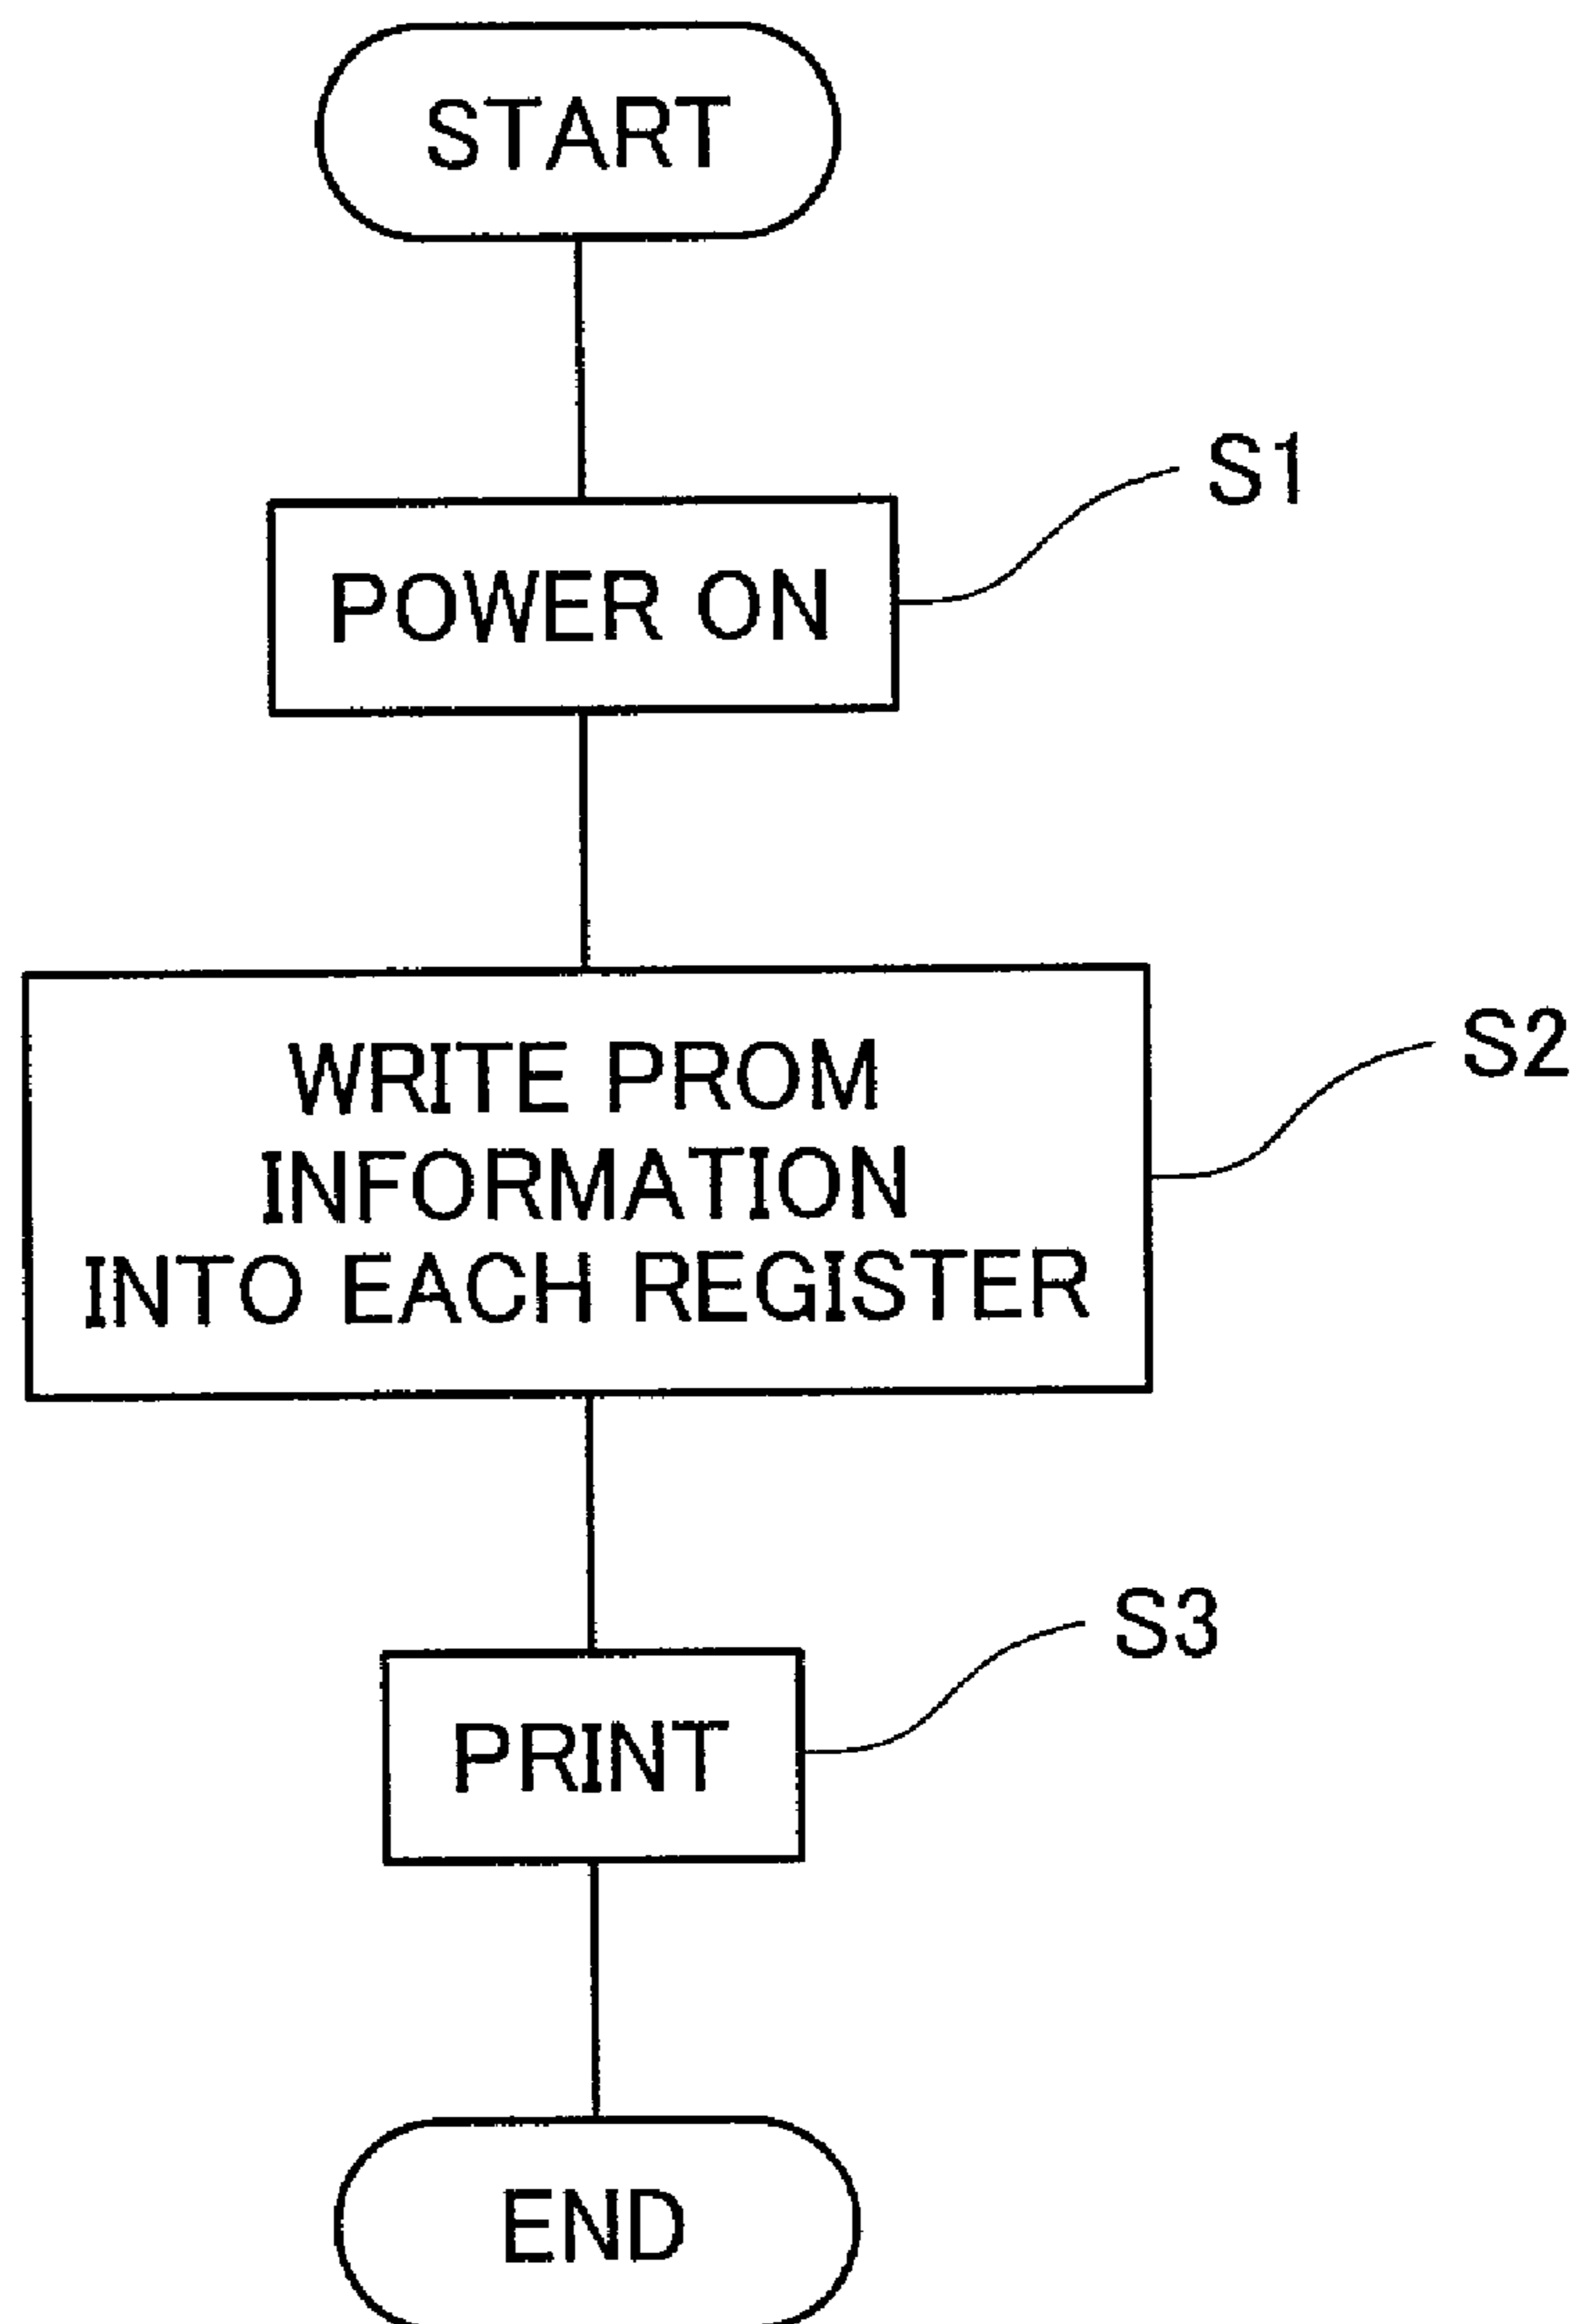 START
S1
POWER ON
S2
WRITE PROM
INFORMATION
INTO EACH REGISTER
S3
PRINT
END